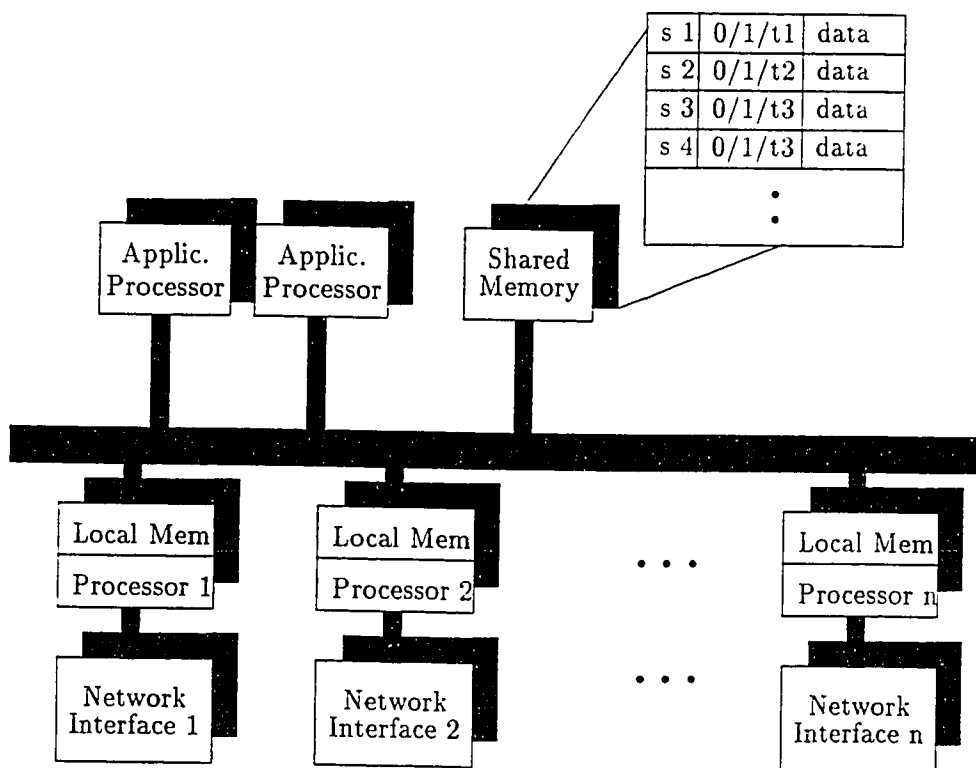 s 1 0/1/t1 data
s 2 0/1/t2 data
s 3 0/1/t3 data
s 4 0/1/t3 data
Applic.
Processor
Applic.
Processor
Shared
Memory
Local Mem
Processor 1
Local Mem
Processor 2
Local Mem
Processor n
Network
Interface 1
Network
Interface 2
Network
Interface n